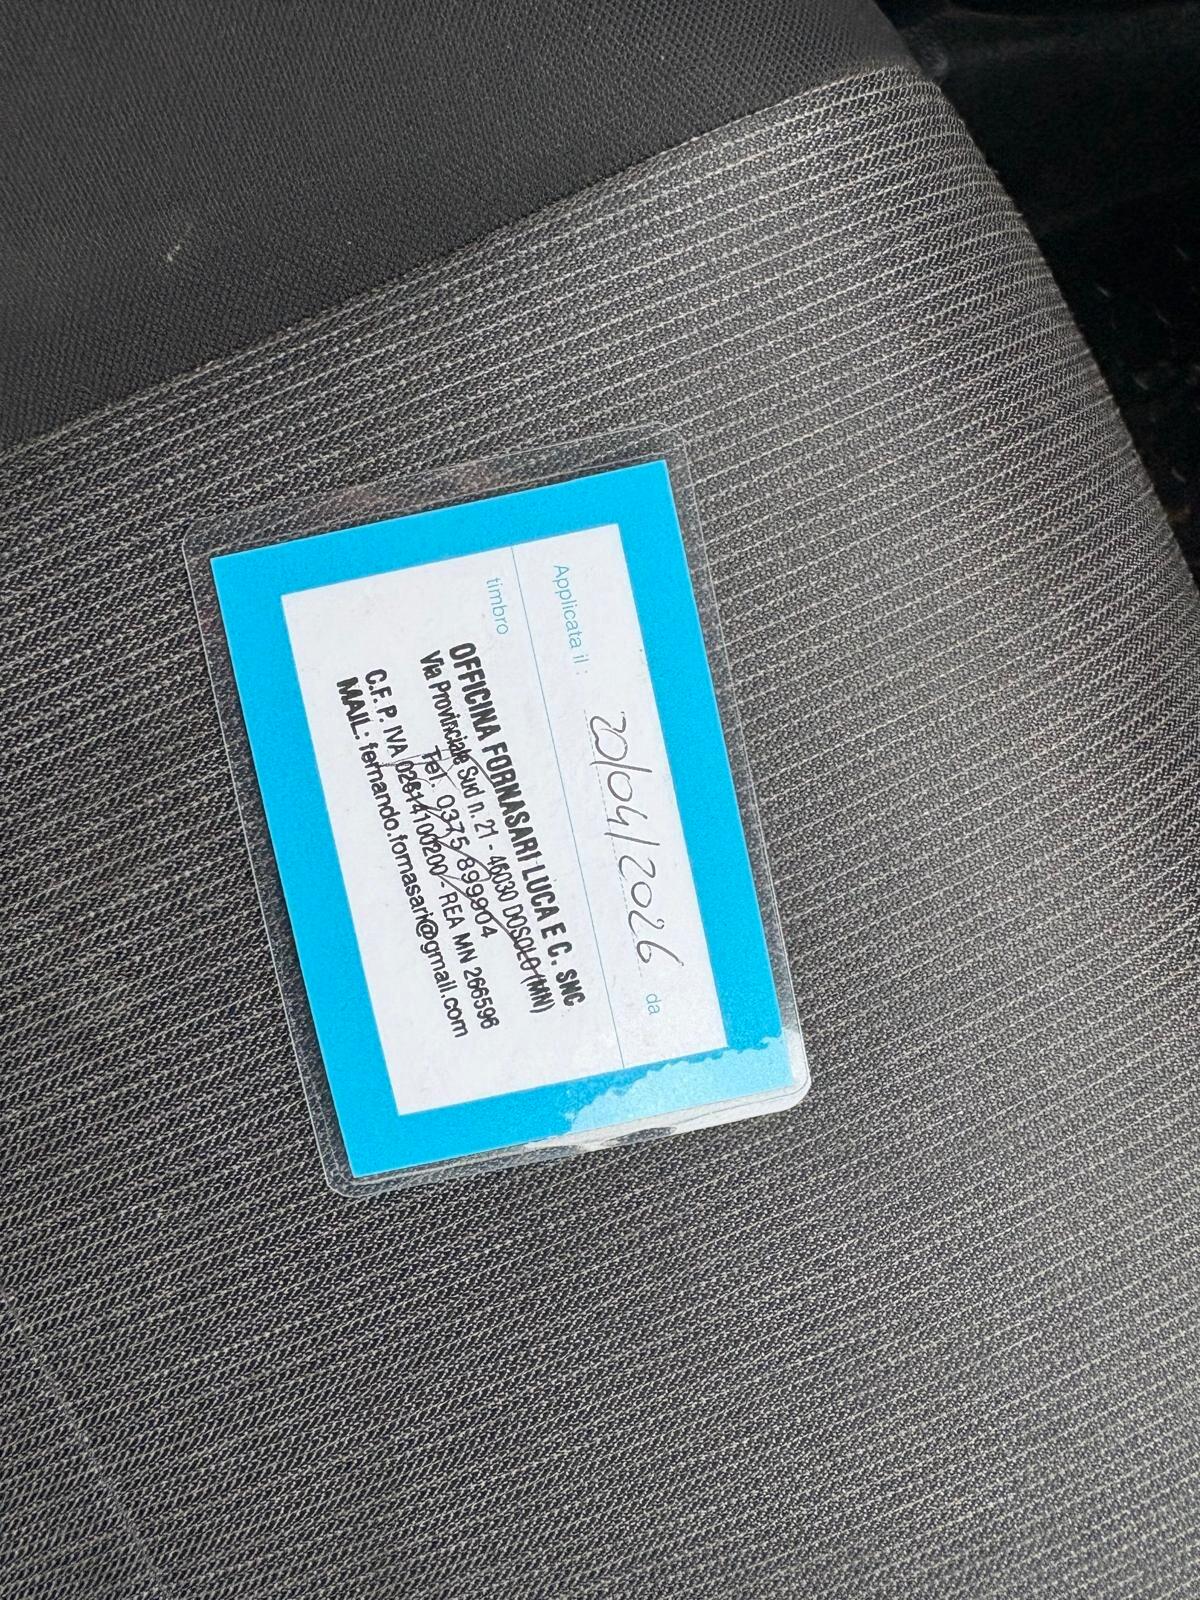 Applicata il : 20/04/2026 da
timbro
OFFICINA FORNASARI LUCA E C. SNC
Via Provinciale Sud n. 21 - 46030 DOSOLO (MN)
Tel. 0375 899904
C.F. P. IVA 02614100200 - REA MN 266596
MAIL: fernando.fornasari@gmail.com